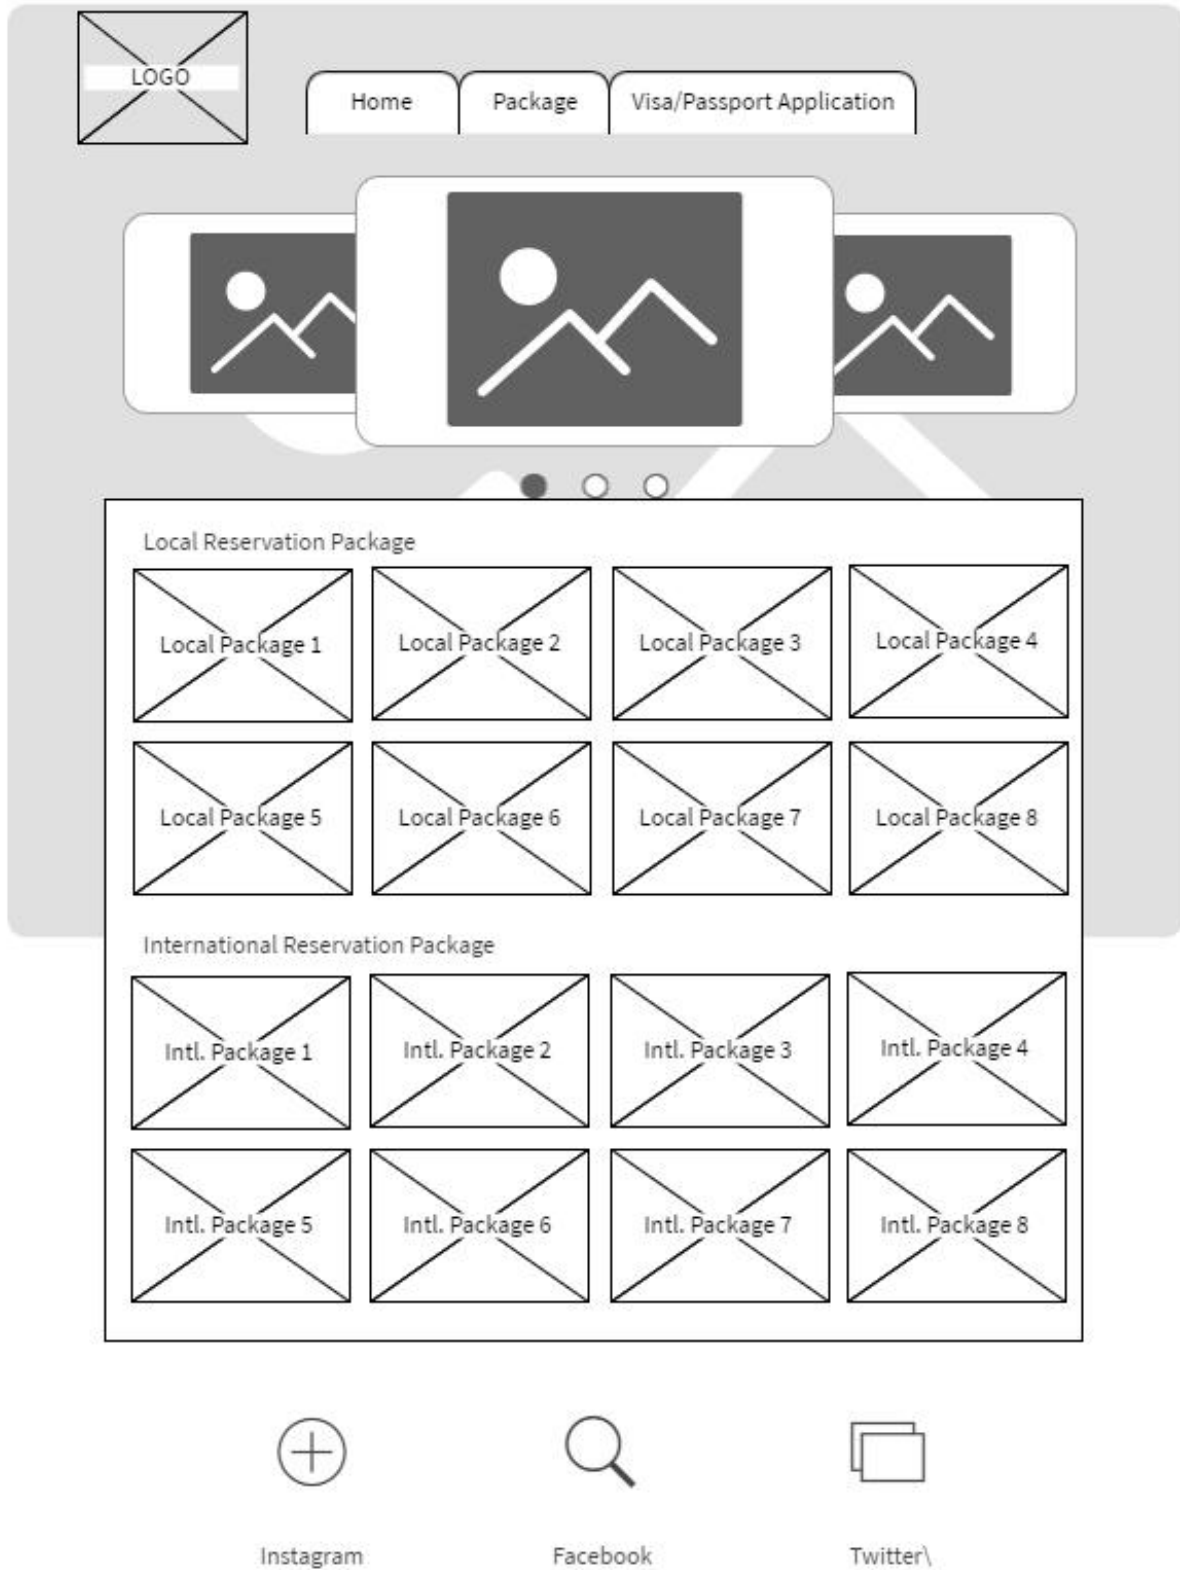 LOGO
Home Package Visa/Passport Application
Local Reservation Package
Local Package 1 Local Package 2 Local Package 3 Local Package 4
Local Package 5 Local Package 6 Local Package 7 Local Package 8
International Reservation Package
Intl. Package 1 Intl. Package 2 Intl. Package 3 Intl. Package 4
Intl. Package 5 Intl. Package 6 Intl. Package 7 Intl. Package 8
Instagram Facebook Twitter\